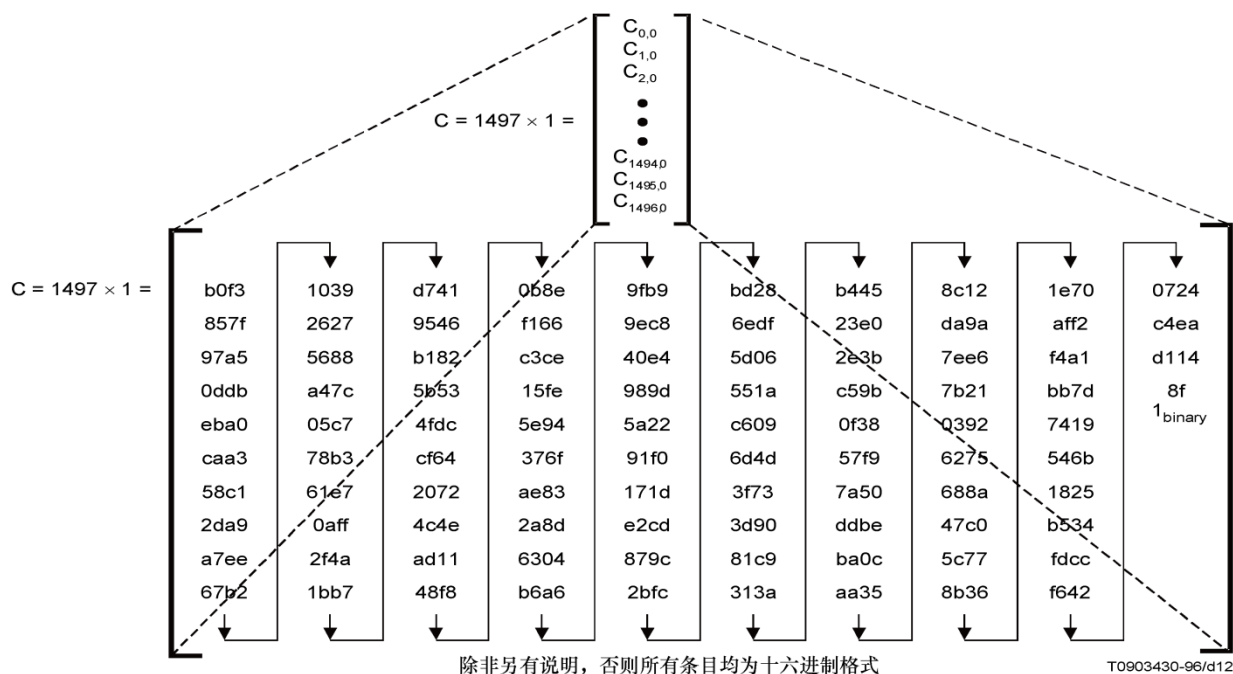 C0,0
C1,0
C2,0
C = 1497 × 1 =
C1494,0
C1495,0
C1496,0
C = 1497 × 1 =
b0f3 1039 d741 0b8e 9fb9 bd28 b445 8c12 1e70 0724
857f 2627 9546 f166 9ec8 6edf 23e0 da9a aff2 c4ea
97a5 5688 b182 c3ce 40e4 5d06 2e3b 7ee6 f4a1 d114
0ddb a47c 5b53 15fe 989d 551a c59b 7b21 bb7d 8f
eba0 05c7 4fdc 5e94 5a22 c609 0f38 0392 7419 1binary
caa3 78b3 cf64 376f 91f0 6d4d 57f9 6275 546b
58c1 61e7 2072 ae83 171d 3f73 7a50 688a 1825
2da9 0aff 4c4e 2a8d e2cd 3d90 ddbe 47c0 b534
a7ee 2f4a ad11 6304 879c 81c9 ba0c 5c77 fdcc
67b2 1bb7 48f8 b6a6 2bfc 313a aa35 8b36 f642
除非另有说明，否则所有条目均为十六进制格式
T0903430-96/d12